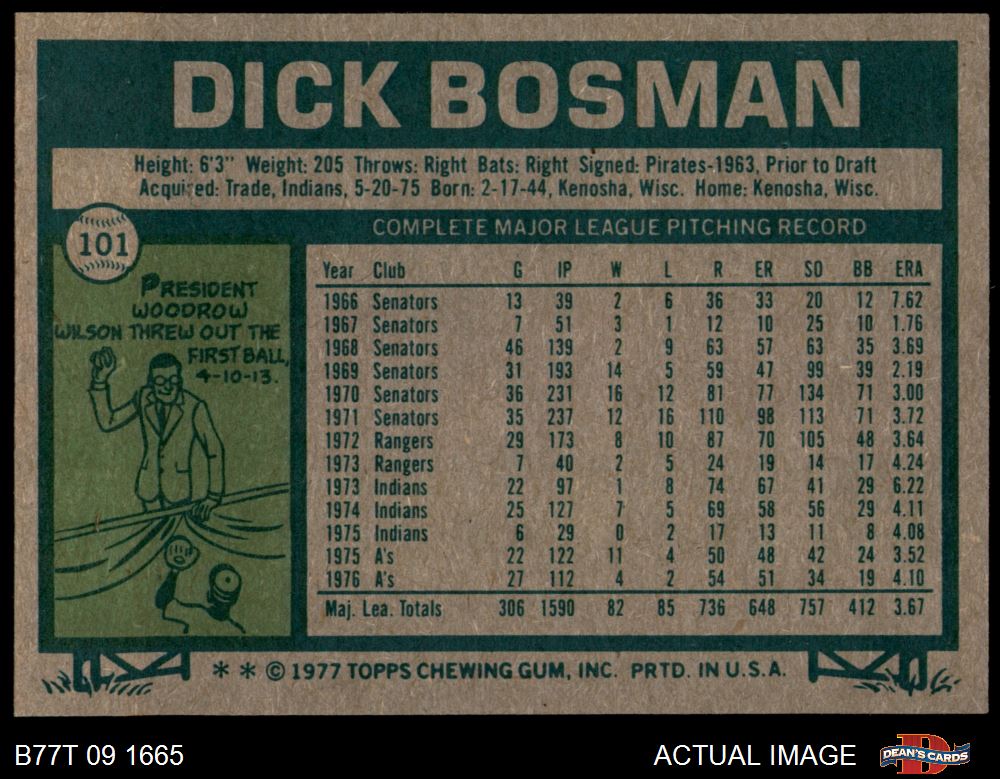 DICK BOSMAN
Height: 6'3" Weight: 205 Throws: Right Bats: Right Signed: Pirates-1963, Prior to Draft
Acquired: Trade, Indians, 5-20-75 Born: 2-17-44, Kenosha, Wisc. Home: Kenosha, Wisc.
101
PRESIDENT
WOODROW
WILSON THREW OUT THE
FIRST BALL,
4-10-13.
COMPLETE MAJOR LEAGUE PITCHING RECORD
Year Club G IP W L R ER SO BB ERA
1966 Senators 13 39 2 6 36 33 20 12 7.62
1967 Senators 7 51 3 1 12 10 25 10 1.76
1968 Senators 46 139 2 9 63 57 63 35 3.69
1969 Senators 31 193 14 5 59 47 99 39 2.19
1970 Senators 36 231 16 12 81 77 134 71 3.00
1971 Senators 35 237 12 16 110 98 113 71 3.72
1972 Rangers 29 173 8 10 87 70 105 48 3.64
1973 Rangers 7 40 2 5 24 19 14 17 4.24
1973 Indians 22 97 1 8 74 67 41 29 6.22
1974 Indians 25 127 7 5 69 58 56 29 4.11
1975 Indians 6 29 0 2 17 13 11 8 4.08
1975 A's 22 122 11 4 50 48 42 24 3.52
1976 A's 27 112 4 2 54 51 34 19 4.10
Maj. Lea. Totals 306 1590 82 85 736 648 757 412 3.67
* * © 1977 TOPPS CHEWING GUM, INC. PRTD. IN U.S.A.
B77T 09 1665
ACTUAL IMAGE
DEAN'S CARDS